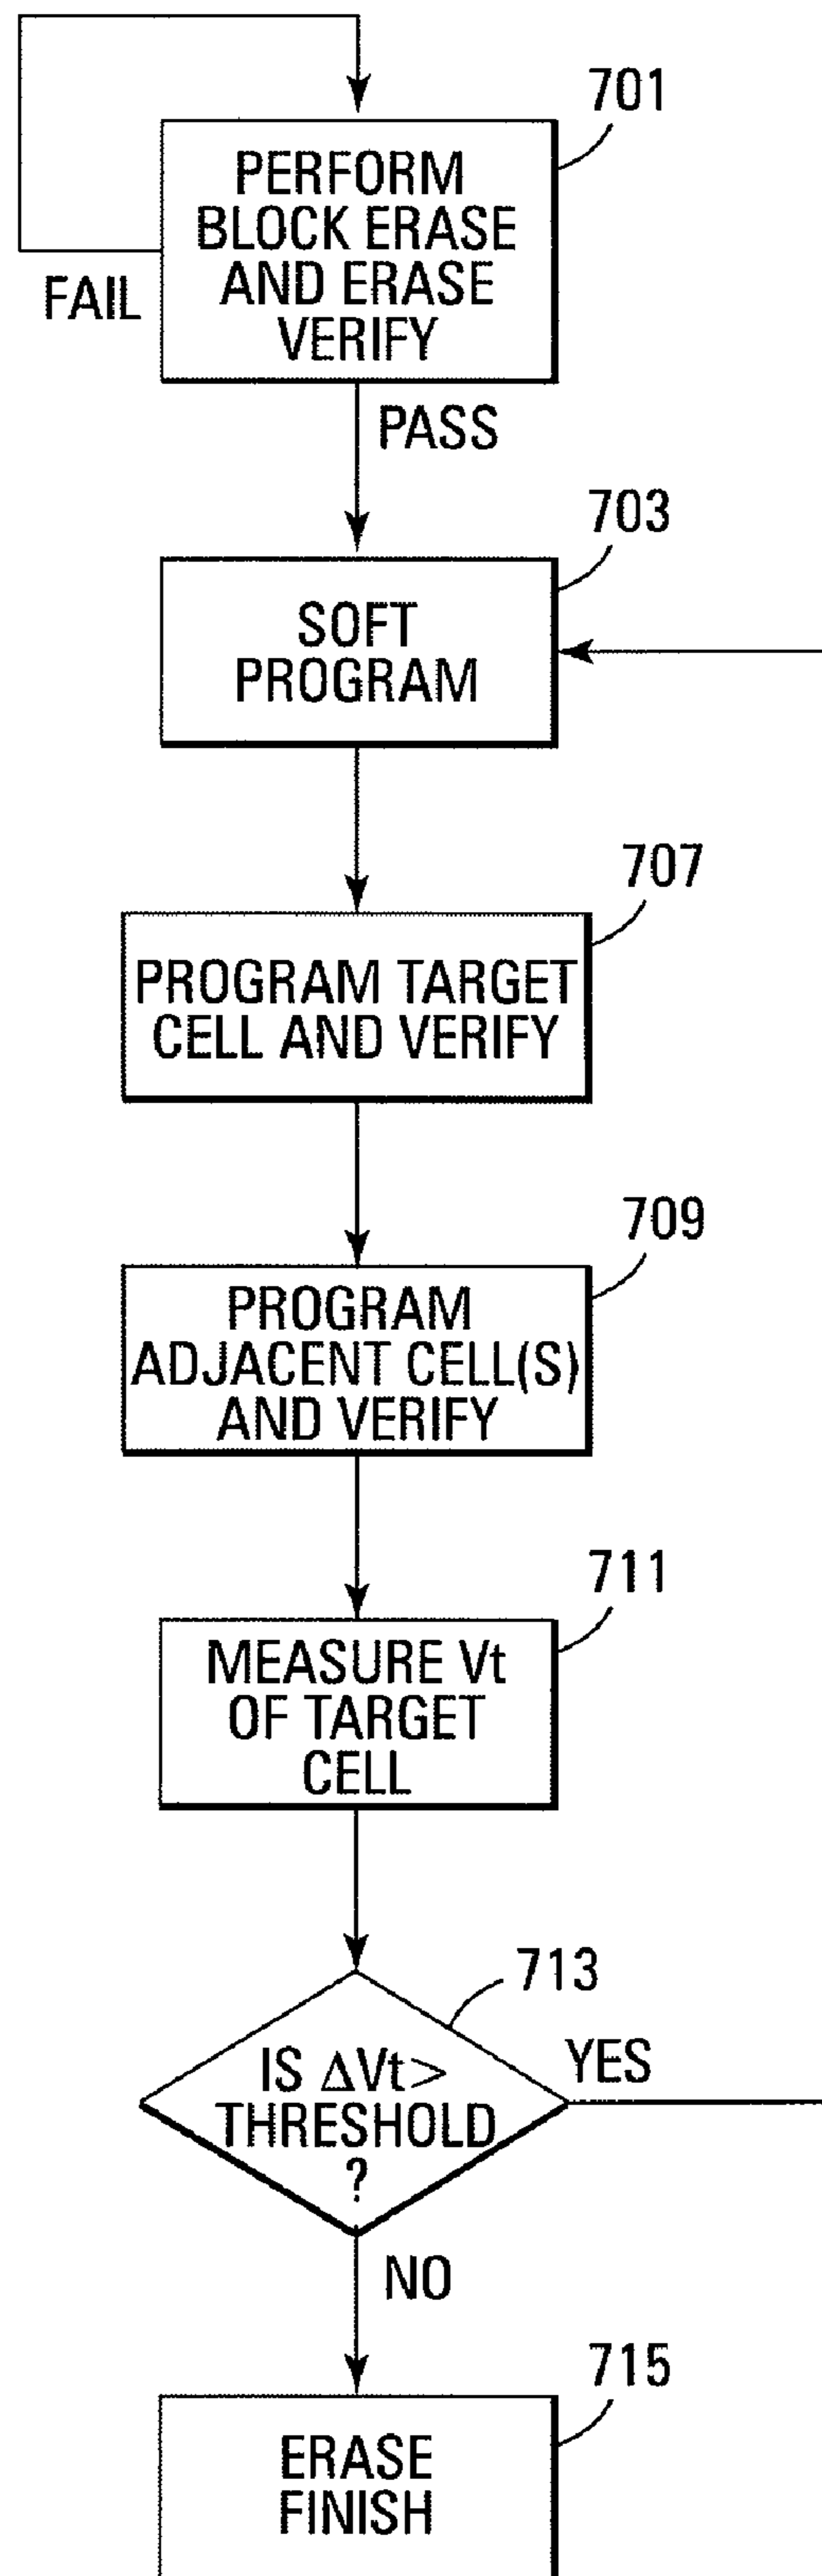 701
PERFORM
BLOCK ERASE
AND ERASE
VERIFY
FAIL
PASS
703
SOFT
PROGRAM
707
PROGRAM TARGET
CELL AND VERIFY
709
PROGRAM
ADJACENT CELL(S)
AND VERIFY
711
MEASURE Vt
OF TARGET
CELL
713
IS ΔVt>
THRESHOLD
?
YES
NO
715
ERASE
FINISH